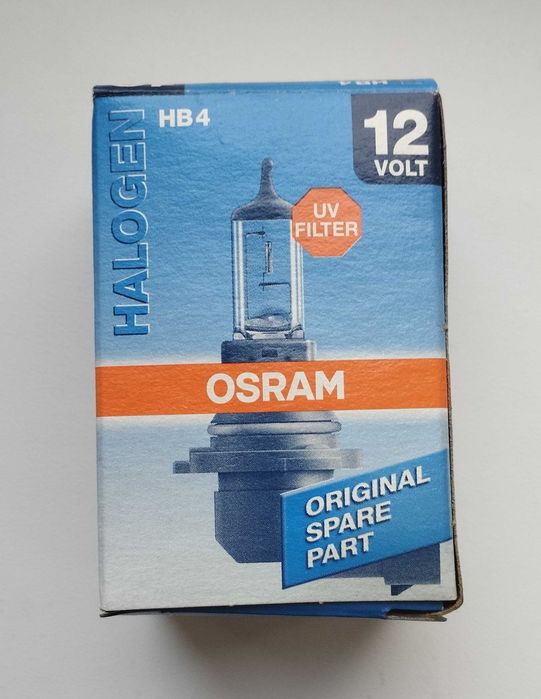 HB4
HALOGEN
12
VOLT
UV
FILTER
OSRAM
ORIGINAL
SPARE
PART